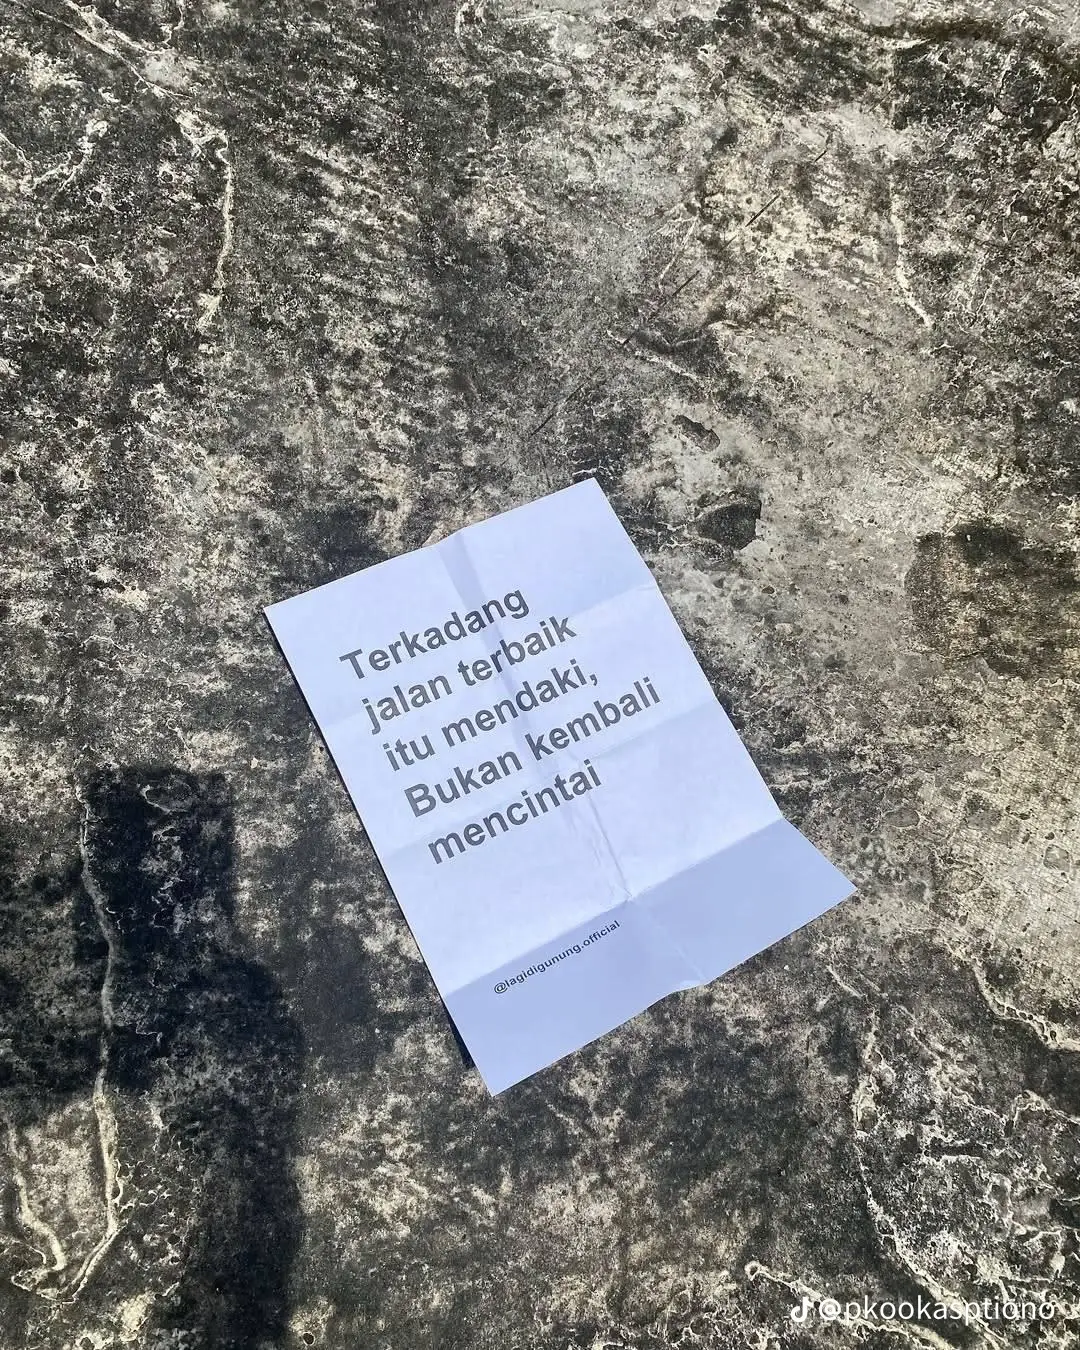 Terkadang
jalan terbaik
itu mendaki,
Bukan kembali
mencintai
@lagidigunung.official
@pkookasptiono